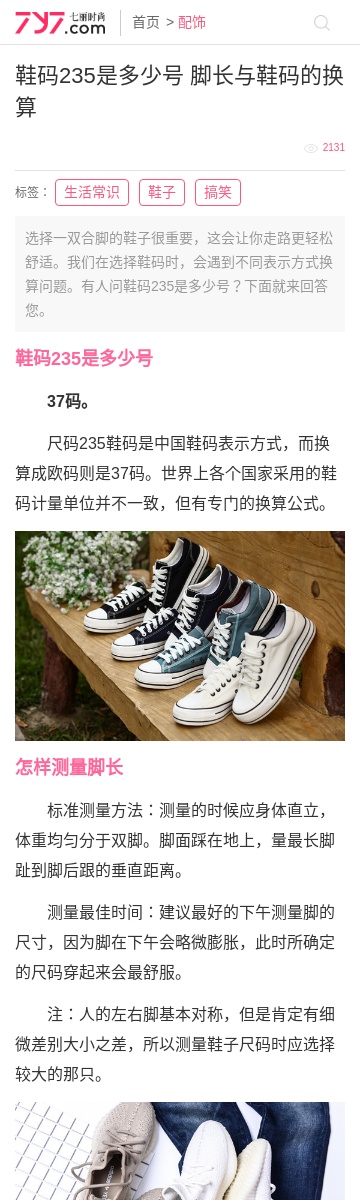 7Y7 七丽时尚
.com
首页 > 配饰
鞋码235是多少号 脚长与鞋码的换
算
2131
标签：
生活常识 鞋子 搞笑
选择一双合脚的鞋子很重要，这会让你走路更轻松
舒适。我们在选择鞋码时，会遇到不同表示方式换
算问题。有人问鞋码235是多少号？下面就来回答
您。
鞋码235是多少号
37码。
尺码235鞋码是中国鞋码表示方式，而换
算成欧码则是37码。世界上各个国家采用的鞋
码计量单位并不一致，但有专门的换算公式。
怎样测量脚长
标准测量方法：测量的时候应身体直立，
体重均匀分于双脚。脚面踩在地上，量最长脚
趾到脚后跟的垂直距离。
测量最佳时间：建议最好的下午测量脚的
尺寸，因为脚在下午会略微膨胀，此时所确定
的尺码穿起来会最舒服。
注：人的左右脚基本对称，但是肯定有细
微差别大小之差，所以测量鞋子尺码时应选择
较大的那只。